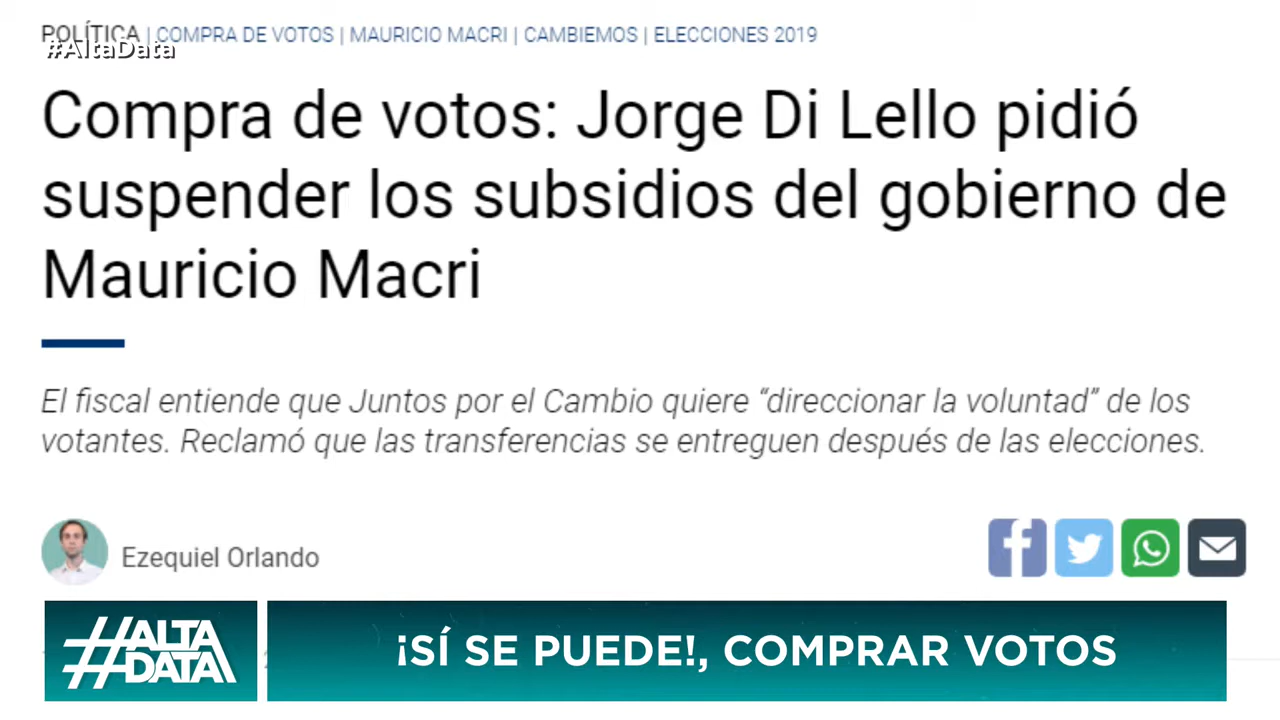 POLÍTICA | COMPRA DE VOTOS | MAURICIO MACRI | CAMBIEMOS | ELECCIONES 2019
#AltaData
Compra de votos: Jorge Di Lello pidió
suspender los subsidios del gobierno de
Mauricio Macri
El fiscal entiende que Juntos por el Cambio quiere “direccionar la voluntad” de los
votantes. Reclamó que las transferencias se entreguen después de las elecciones.
Ezequiel Orlando
#ALTA
DATA
¡SÍ SE PUEDE!, COMPRAR VOTOS